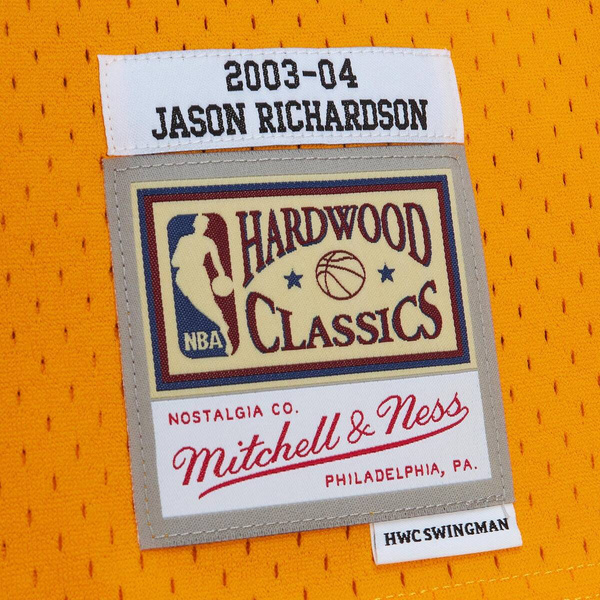 2003-04
JASON RICHARDSON
HARDWOOD
CLASSICS
NBA
NOSTALGIA CO.
Mitchell & Ness
PHILADELPHIA, PA.
HWC SWINGMAN